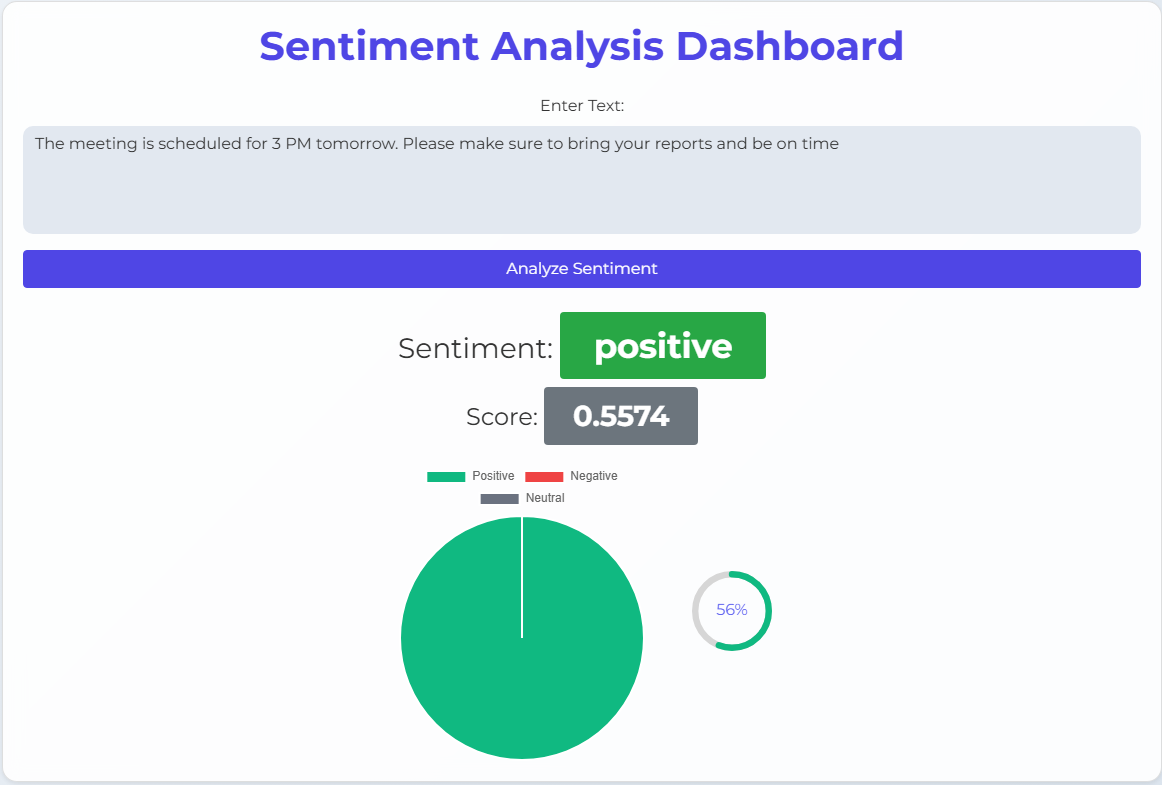 Sentiment Analysis Dashboard
Enter Text:
The meeting is scheduled for 3 PM tomorrow. Please make sure to bring your reports and be on time
Analyze Sentiment
Sentiment: positive
Score: 0.5574
Positive Negative
Neutral
56%